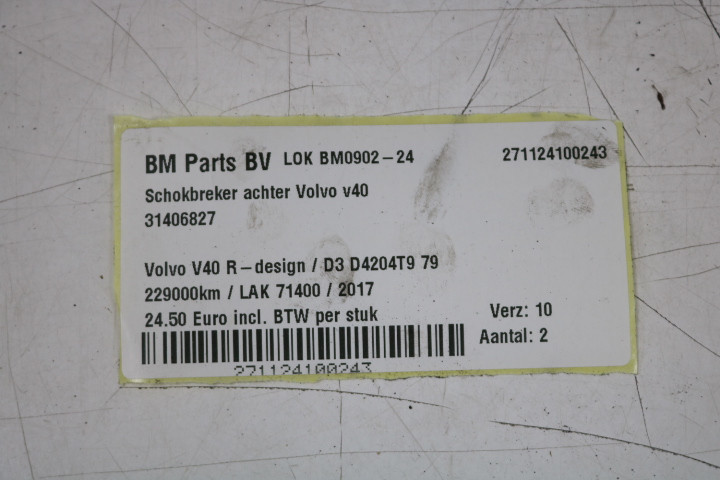 BM Parts BV LOK BM0902-24 271124100243
Schokbreker achter Volvo v40
31406827
Volvo V40 R-design / D3 D4204T9 79
229000km / LAK 71400 / 2017
24.50 Euro incl. BTW per stuk Verz: 10
Aantal: 2
271124100243